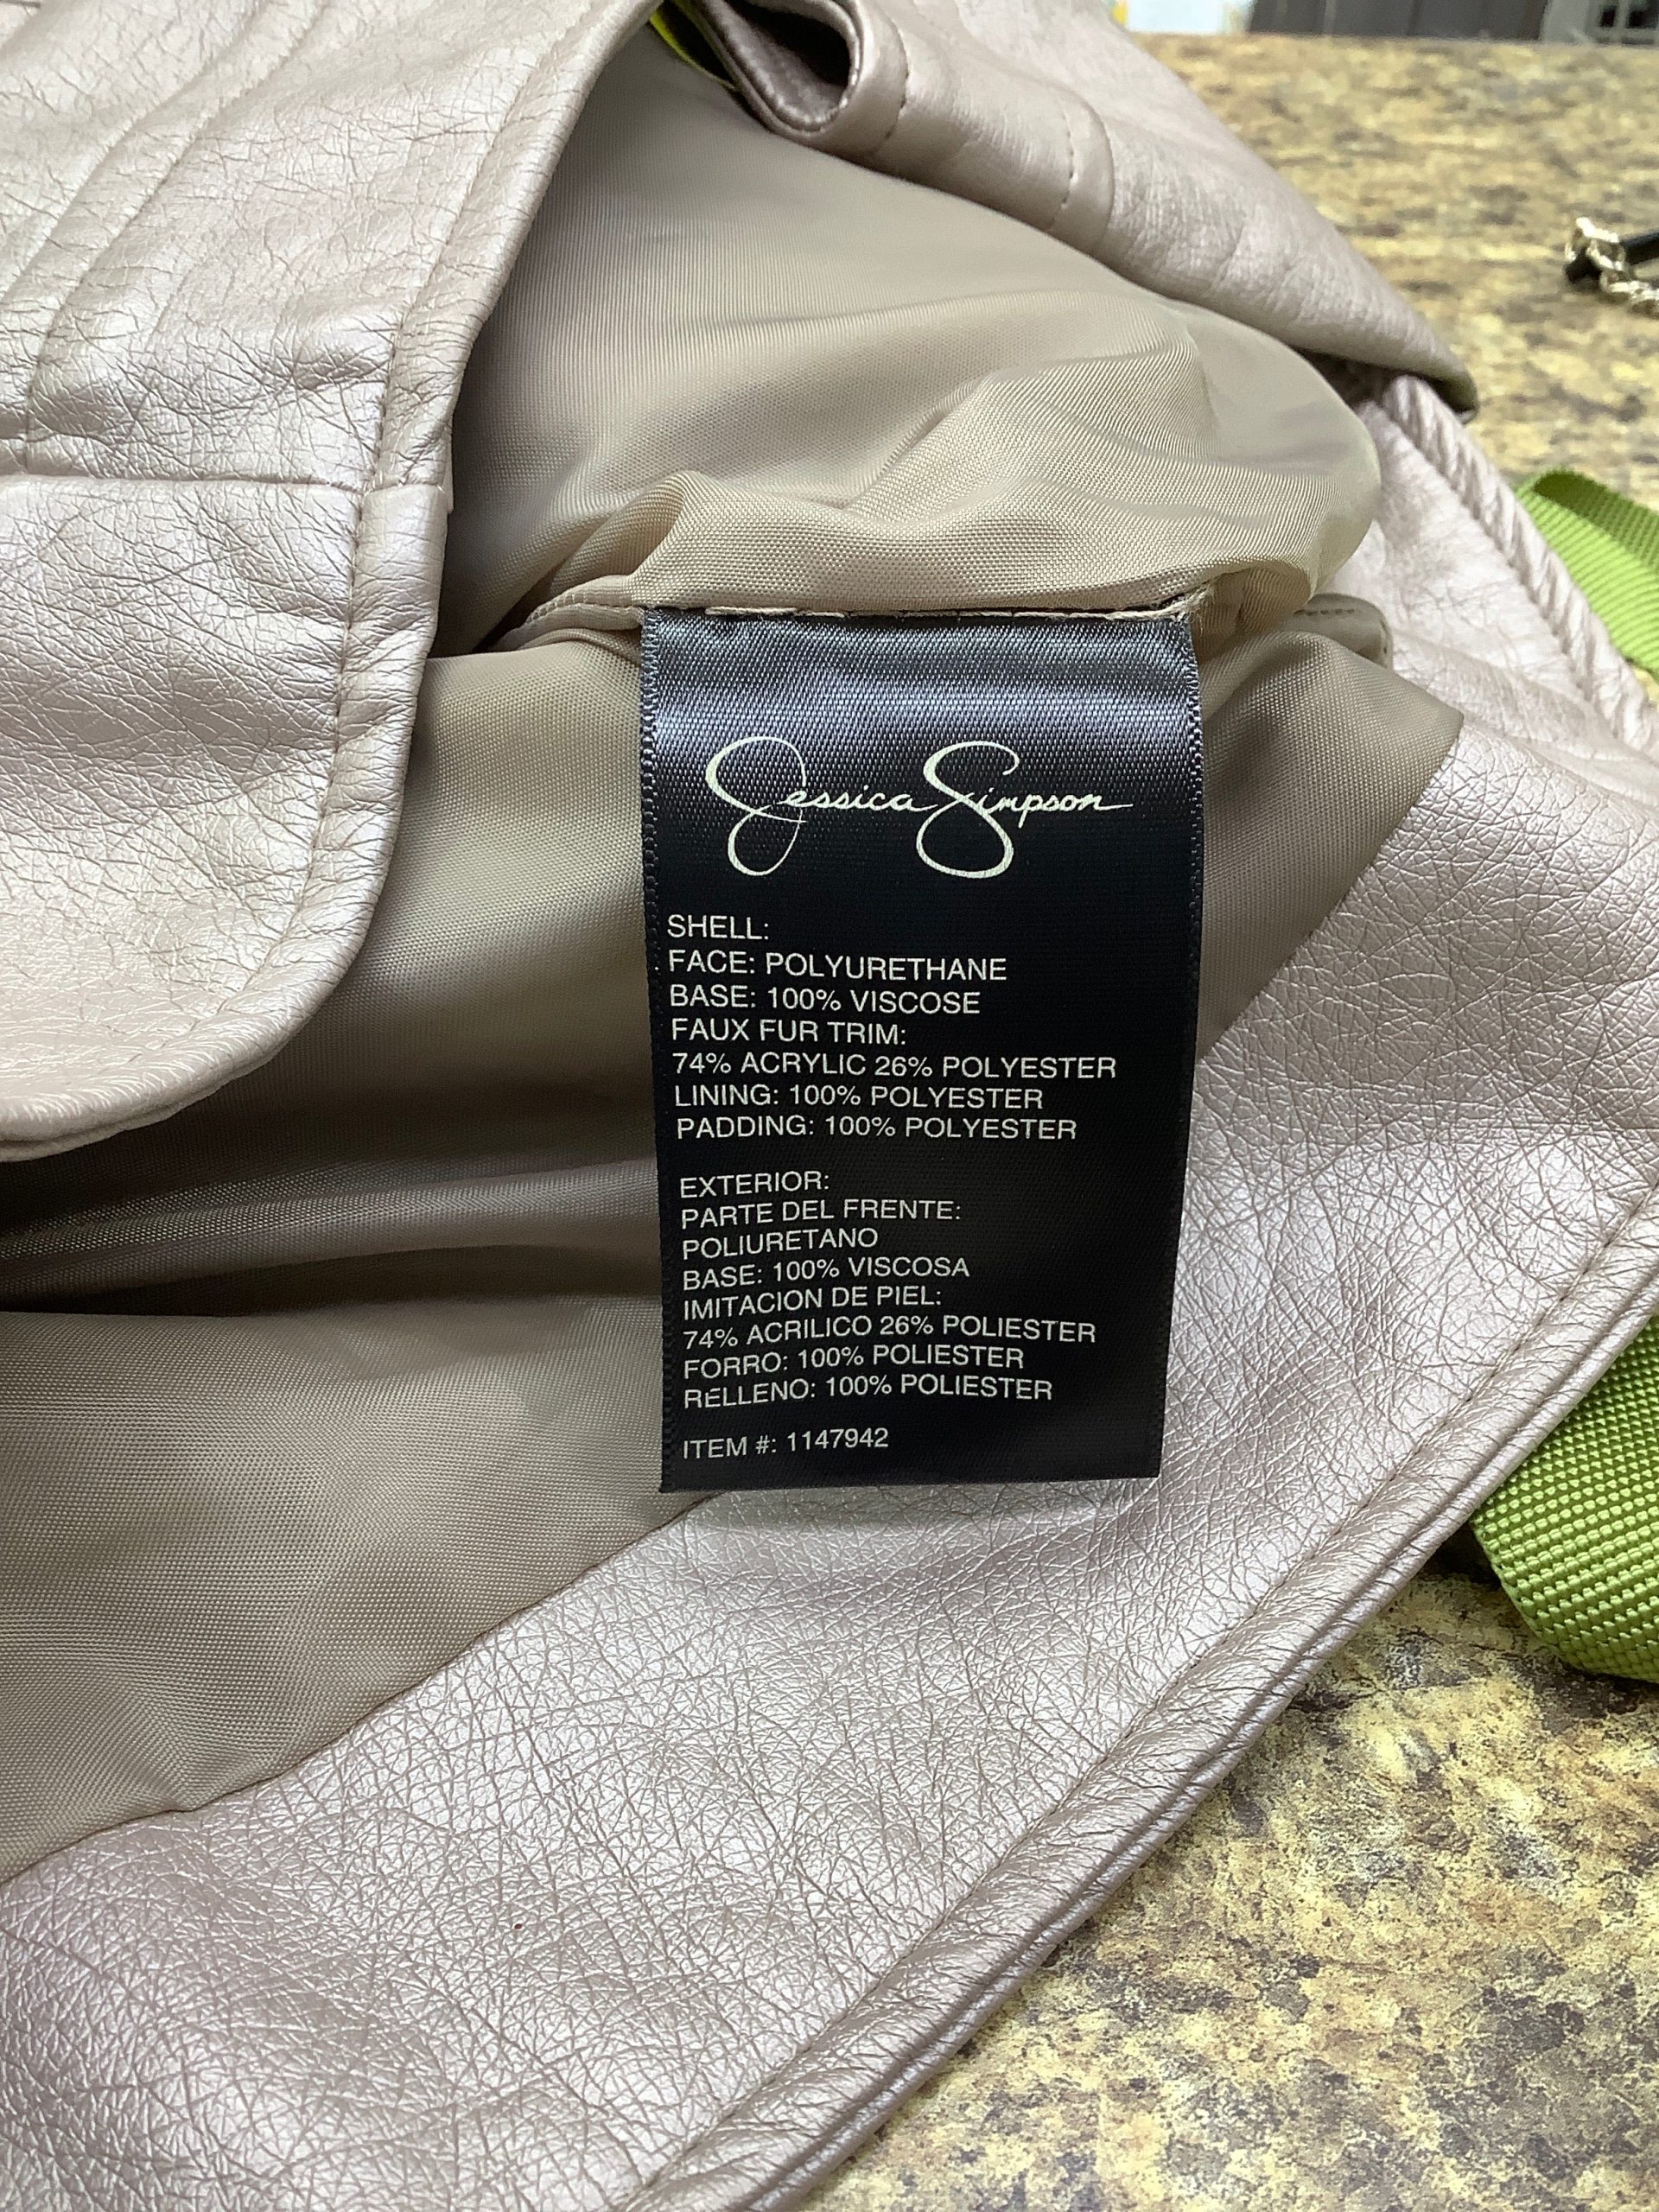 Jessica Simpson
SHELL:
FACE: POLYURETHANE
BASE: 100% VISCOSE
FAUX FUR TRIM:
74% ACRYLIC 26% POLYESTER
LINING: 100% POLYESTER
PADDING: 100% POLYESTER
EXTERIOR:
PARTE DEL FRENTE:
POLIURETANO
BASE: 100% VISCOSA
IMITACION DE PIEL:
74% ACRILICO 26% POLIESTER
FORRO: 100% POLIESTER
RELLENO: 100% POLIESTER
ITEM #: 1147942